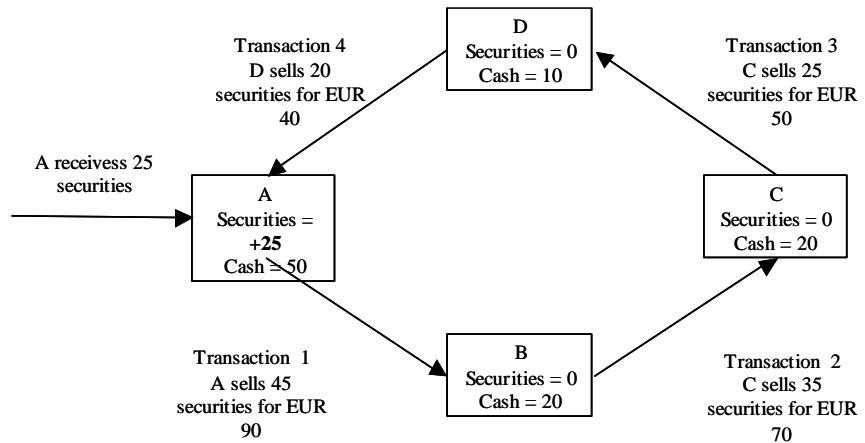 D
Securities = 0
Cash = 10
Transaction 4
D sells 20
securities for EUR
40
Transaction 3
C sells 25
securities for EUR
50
A receivess 25
securities
A
Securities =
+25
Cash = 50
C
Securities = 0
Cash = 20
B
Securities = 0
Cash = 20
Transaction 1
A sells 45
securities for EUR
90
Transaction 2
C sells 35
securities for EUR
70